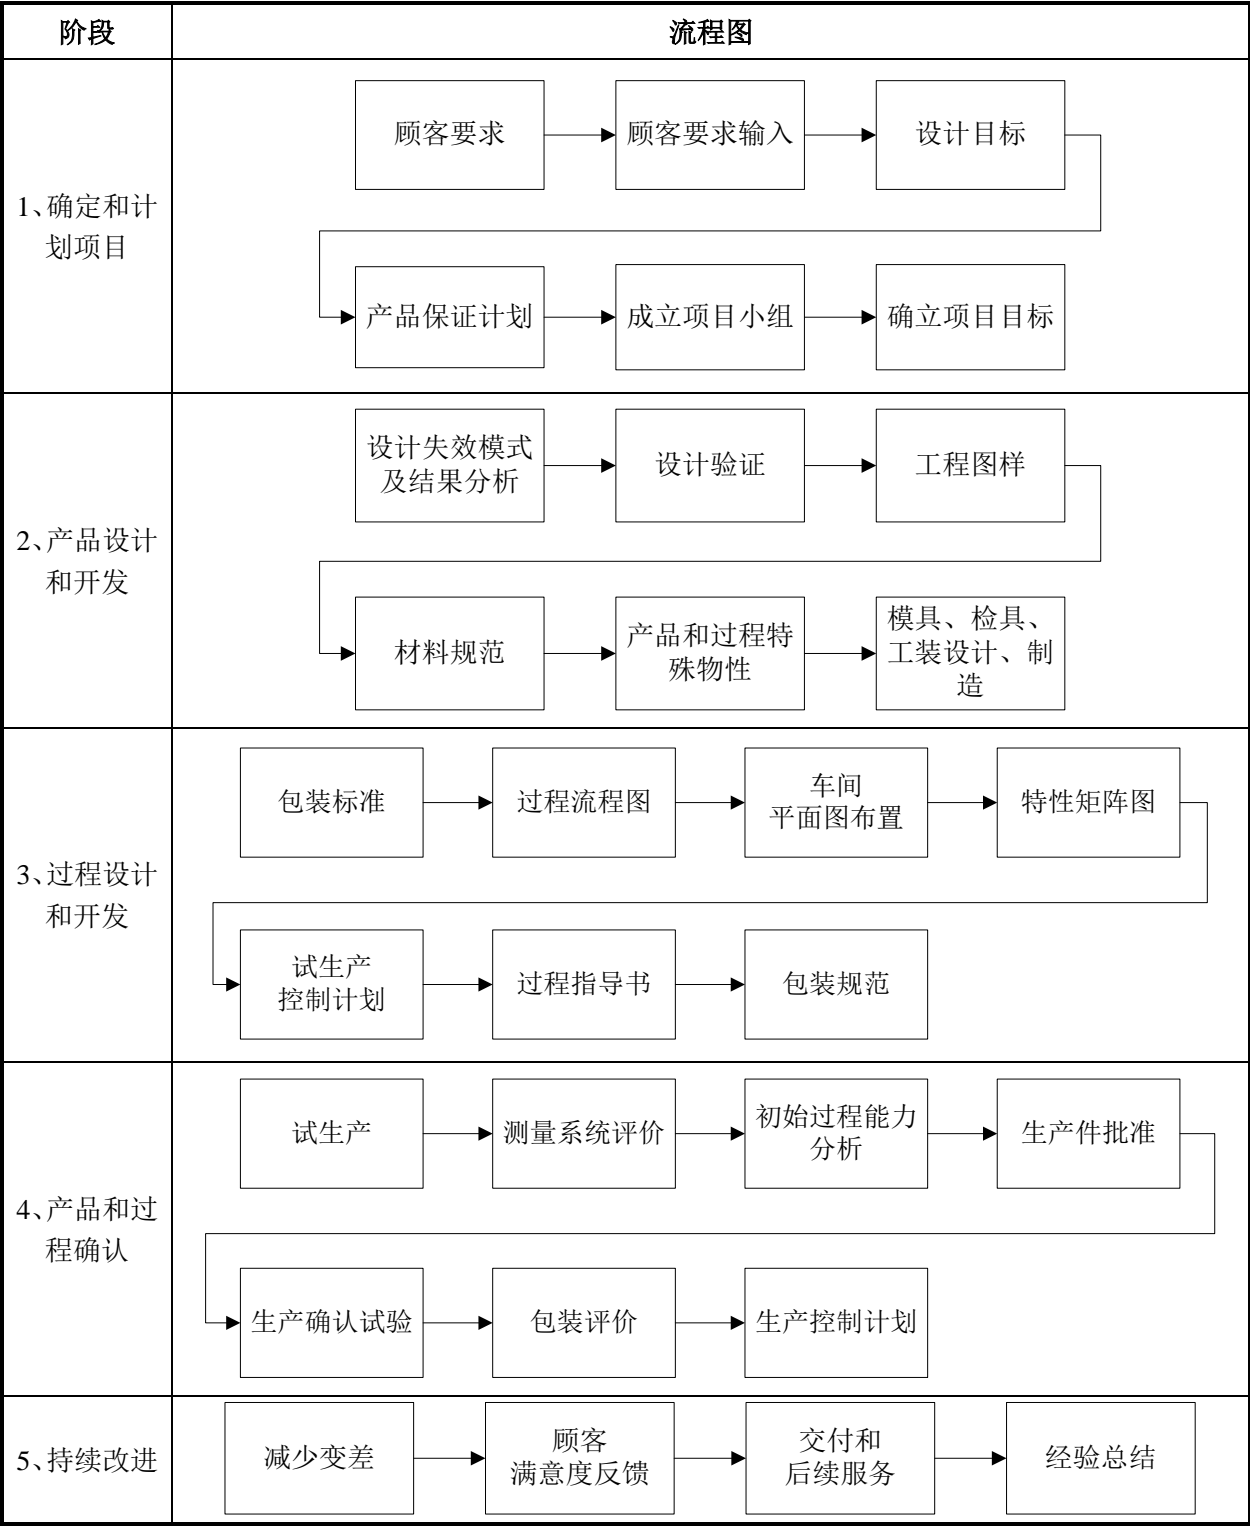 阶段
流程图
1、确定和计
划项目
顾客要求
顾客要求输入
设计目标
产品保证计划
成立项目小组
确立项目目标
2、产品设计
和开发
设计失效模式
及结果分析
设计验证
工程图样
材料规范
产品和过程特
殊物性
模具、检具、
工装设计、制
造
3、过程设计
和开发
包装标准
过程流程图
车间
平面图布置
特性矩阵图
试生产
控制计划
过程指导书
包装规范
4、产品和过
程确认
试生产
测量系统评价
初始过程能力
分析
生产件批准
生产确认试验
包装评价
生产控制计划
5、持续改进
减少变差
顾客
满意度反馈
交付和
后续服务
经验总结